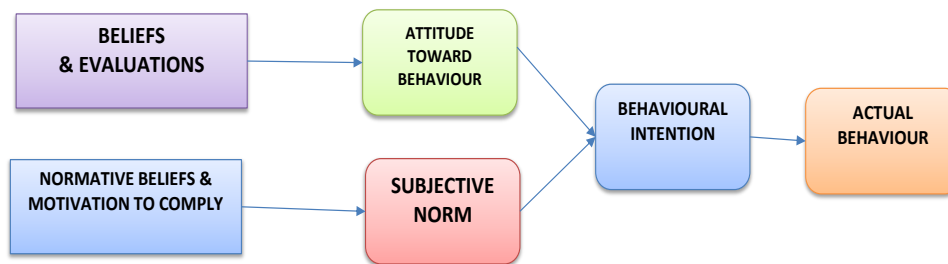 BELIEFS
& EVALUATIONS
ATTITUDE
TOWARD
BEHAVIOUR
NORMATIVE BELIEFS &
MOTIVATION TO COMPLY
SUBJECTIVE
NORM
BEHAVIOURAL
INTENTION
ACTUAL
BEHAVIOUR